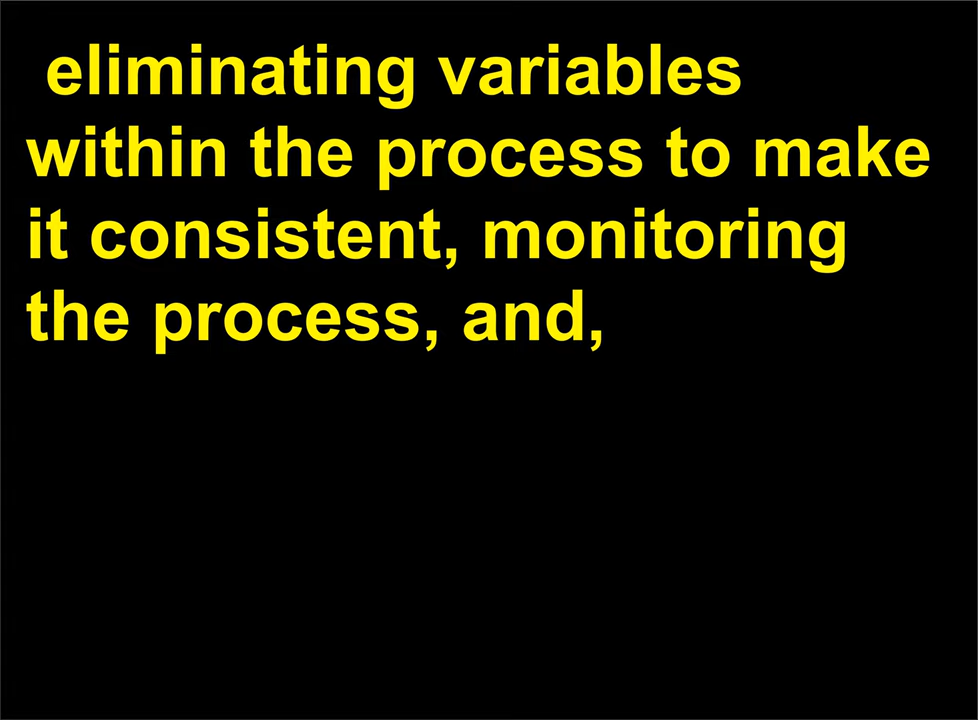 eliminating variables
within the process to make
it consistent, monitoring
the process, and,